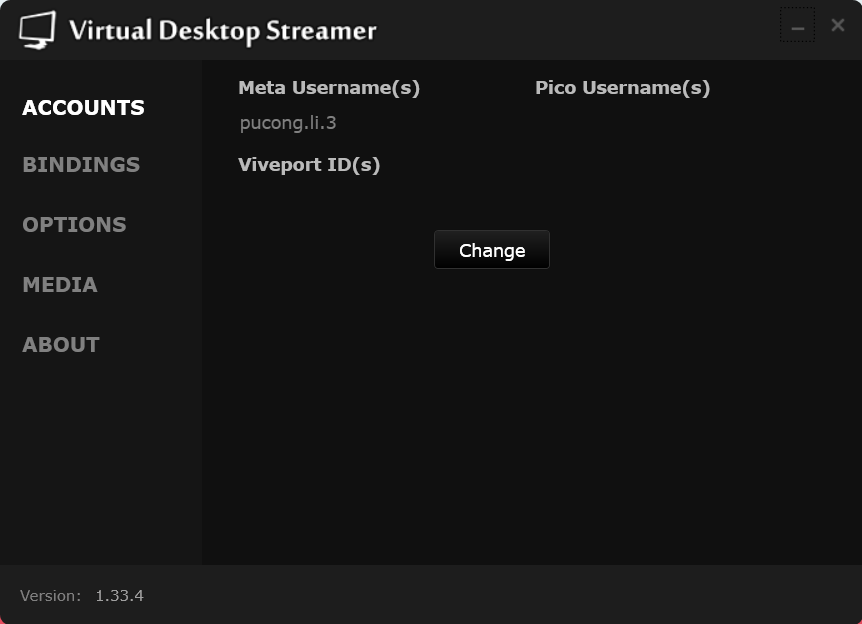 Virtual Desktop Streamer
ACCOUNTS
BINDINGS
OPTIONS
MEDIA
ABOUT
Meta Username(s)
pucong.li.3
Pico Username(s)
Viveport ID(s)
Change
Version: 1.33.4